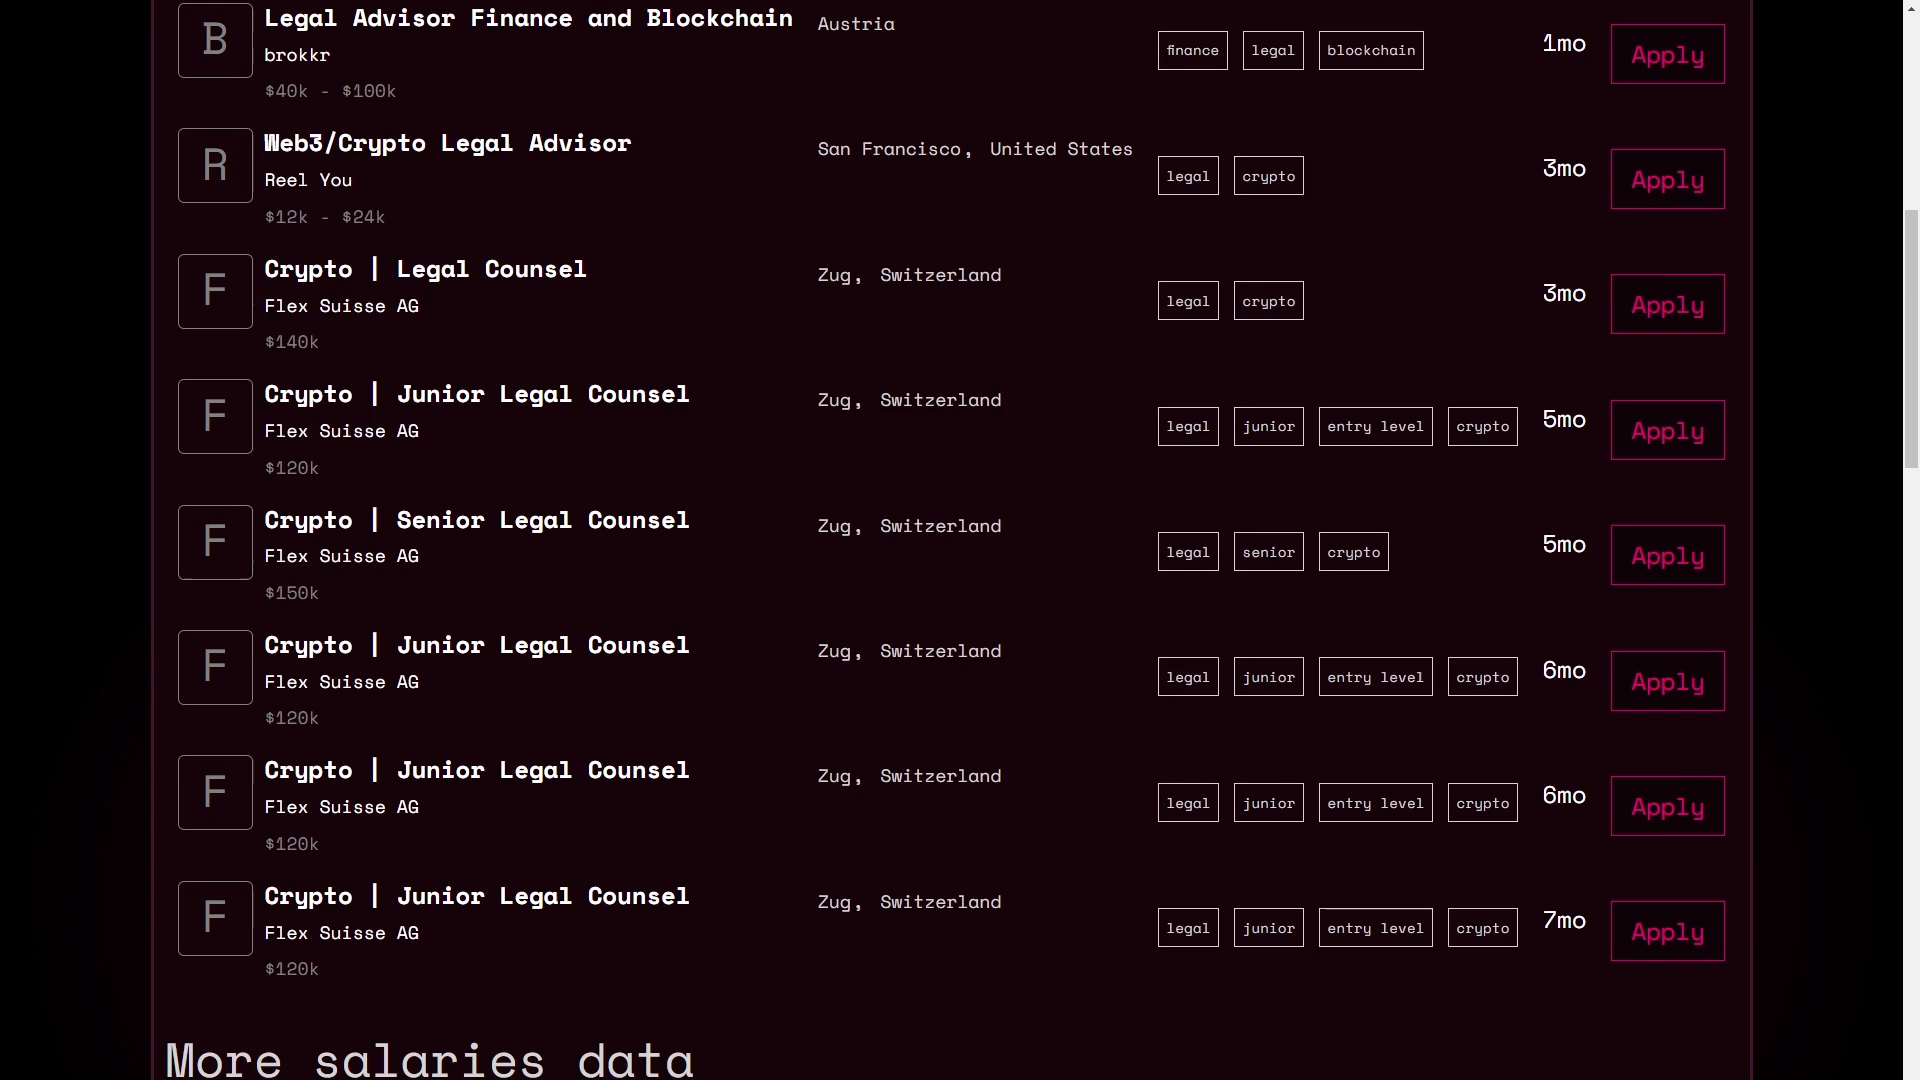 B
Legal Advisor Finance and Blockchain
brokkr
$40k - $100k
Austria
finance legal blockchain
1mo
Apply
R
Web3/Crypto Legal Advisor
Reel You
$12k - $24k
San Francisco, United States
legal crypto
3mo
Apply
F
Crypto | Legal Counsel
Flex Suisse AG
$140k
Zug, Switzerland
legal crypto
3mo
Apply
F
Crypto | Junior Legal Counsel
Flex Suisse AG
$120k
Zug, Switzerland
legal junior entry level crypto
5mo
Apply
F
Crypto | Senior Legal Counsel
Flex Suisse AG
$150k
Zug, Switzerland
legal senior crypto
5mo
Apply
F
Crypto | Junior Legal Counsel
Flex Suisse AG
$120k
Zug, Switzerland
legal junior entry level crypto
6mo
Apply
F
Crypto | Junior Legal Counsel
Flex Suisse AG
$120k
Zug, Switzerland
legal junior entry level crypto
6mo
Apply
F
Crypto | Junior Legal Counsel
Flex Suisse AG
$120k
Zug, Switzerland
legal junior entry level crypto
7mo
Apply
More salaries data